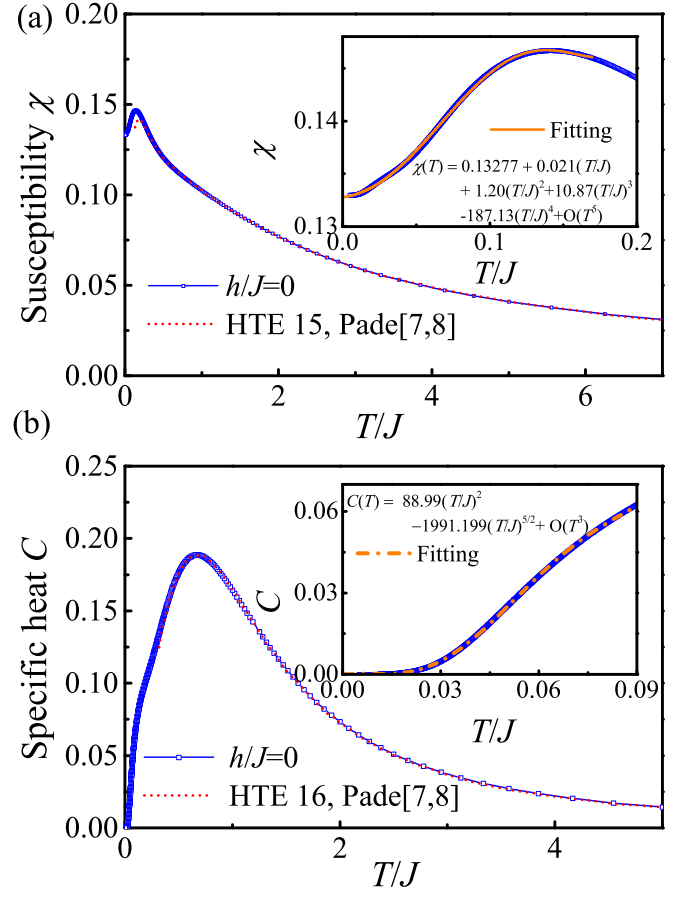 (a)
0.20
0.15
0.10
0.05
0.00
Susceptibility χ
0 2 4 6
T/J
h/J=0
HTE 15, Pade[7,8]
0.14
0.13
χ
0.0 0.1 0.2
T/J
Fitting
χ(T) = 0.13277 + 0.021(T/J)
+ 1.20(T/J)²+10.87(T/J)³
-187.13(T/J)⁴+O(T⁵)
(b)
0.25
0.20
0.15
0.10
0.05
0.00
Specific heat C
0 2 4
T/J
h/J=0
HTE 16, Pade[7,8]
0.06
0.03
0.00
C
0.00 0.03 0.06 0.09
T/J
C(T) = 88.99(T/J)²
−1991.199(T/J)⁵ᐟ²+ O(T³)
Fitting